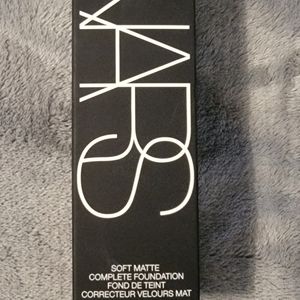 NARS
SOFT MATTE
COMPLETE FOUNDATION
FOND DE TEINT
CORRECTEUR VELOURS MAT